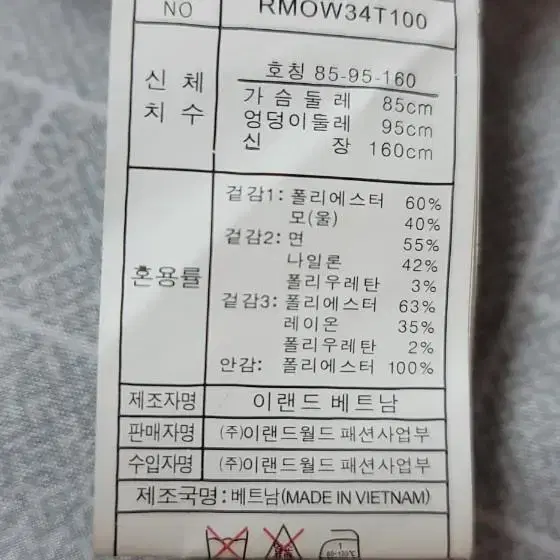 NO RMOW34T100
신체 치수
호칭 85-95-160
가슴둘레 85cm
엉덩이둘레 95cm
신장 160cm
혼용률
겉감1: 폴리에스터 60%
모(울) 40%
겉감2: 면 55%
나일론 42%
폴리우레탄 3%
겉감3: 폴리에스터 63%
레이온 35%
폴리우레탄 2%
안감: 폴리에스터 100%
제조자명 이랜드 베트남
판매자명 (주)이랜드월드 패션사업부
수입자명 (주)이랜드월드 패션사업부
제조국명: 베트남(MADE IN VIETNAM)